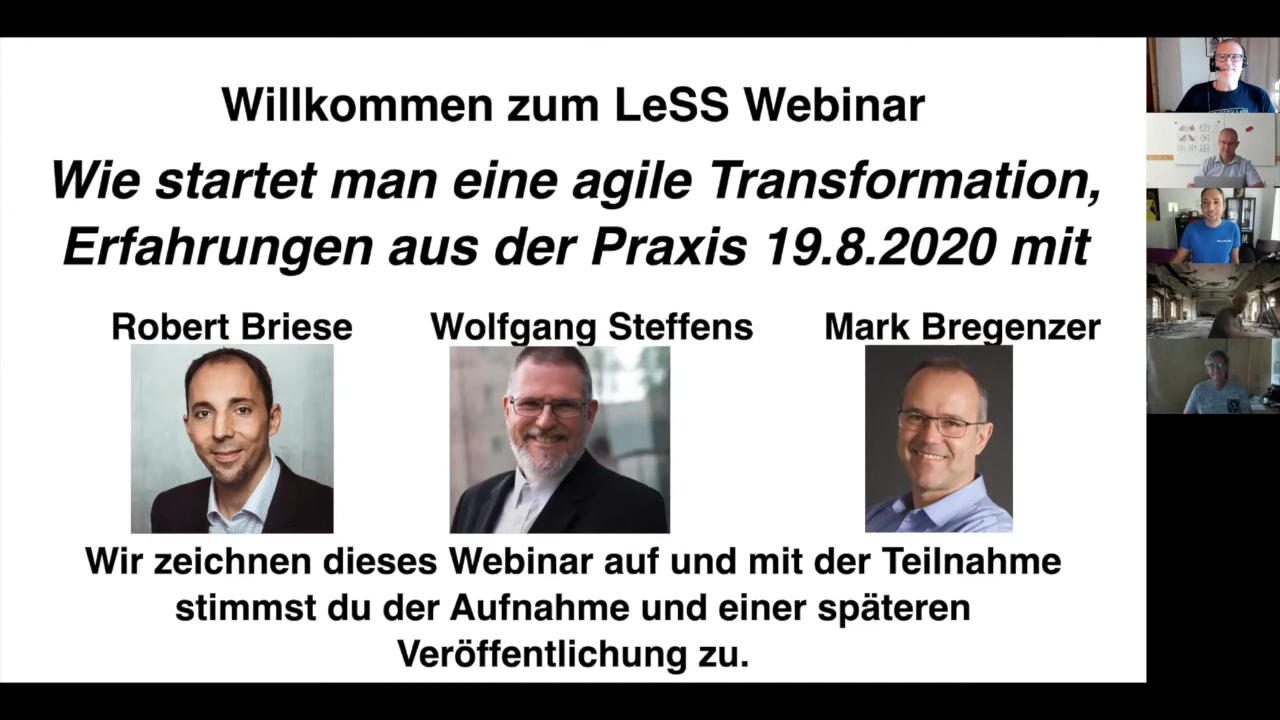 Willkommen zum LeSS Webinar
Wie startet man eine agile Transformation,
Erfahrungen aus der Praxis 19.8.2020 mit
Robert Briese Wolfgang Steffens Mark Bregenzer
Wir zeichnen dieses Webinar auf und mit der Teilnahme
stimmst du der Aufnahme und einer späteren
Veröffentlichung zu.